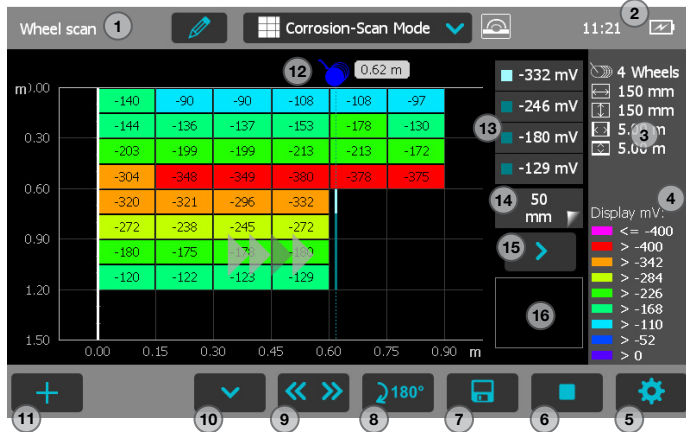 Wheel scan 1
Corrosion-Scan Mode
11:21
2
12
0.62 m
m
0.00
0.30
0.60
0.90
1.20
1.50
-140 -90 -90 -108 -108 -97
-144 -136 -137 -153 -178 -130
-203 -199 -199 -213 -213 -172
-304 -348 -349 -380 -378 -375
-320 -321 -296 -332
-272 -238 -245 -272
-180 -175 -178 -180
-120 -122 -123 -129
0.00 0.15 0.30 0.45 0.60 0.75 0.90 m
-332 mV
-246 mV
13
-180 mV
-129 mV
14
50
mm
15
16
4 Wheels
150 mm
150 mm
5.00 m
3
5.00 m
4
Display mV:
<= -400
> -400
> -342
> -284
> -226
> -168
> -110
> -52
> 0
180°
11
10
9
8
7
6
5